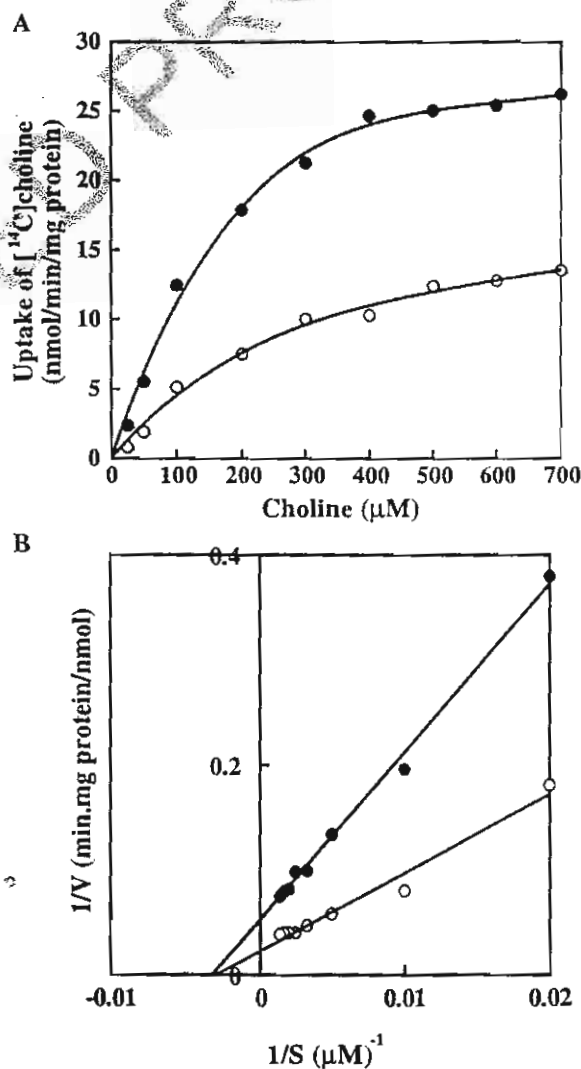 A
30
25
20
15
10
5
0
Uptake of [¹⁴C]choline
(nmol/min/mg protein)
0 100 200 300 400 500 600 700
Choline (μM)
B
0.4
0.2
0
1/V (min.mg protein/nmol)
-0.01 0 0.01 0.02
1/S (μM)⁻¹